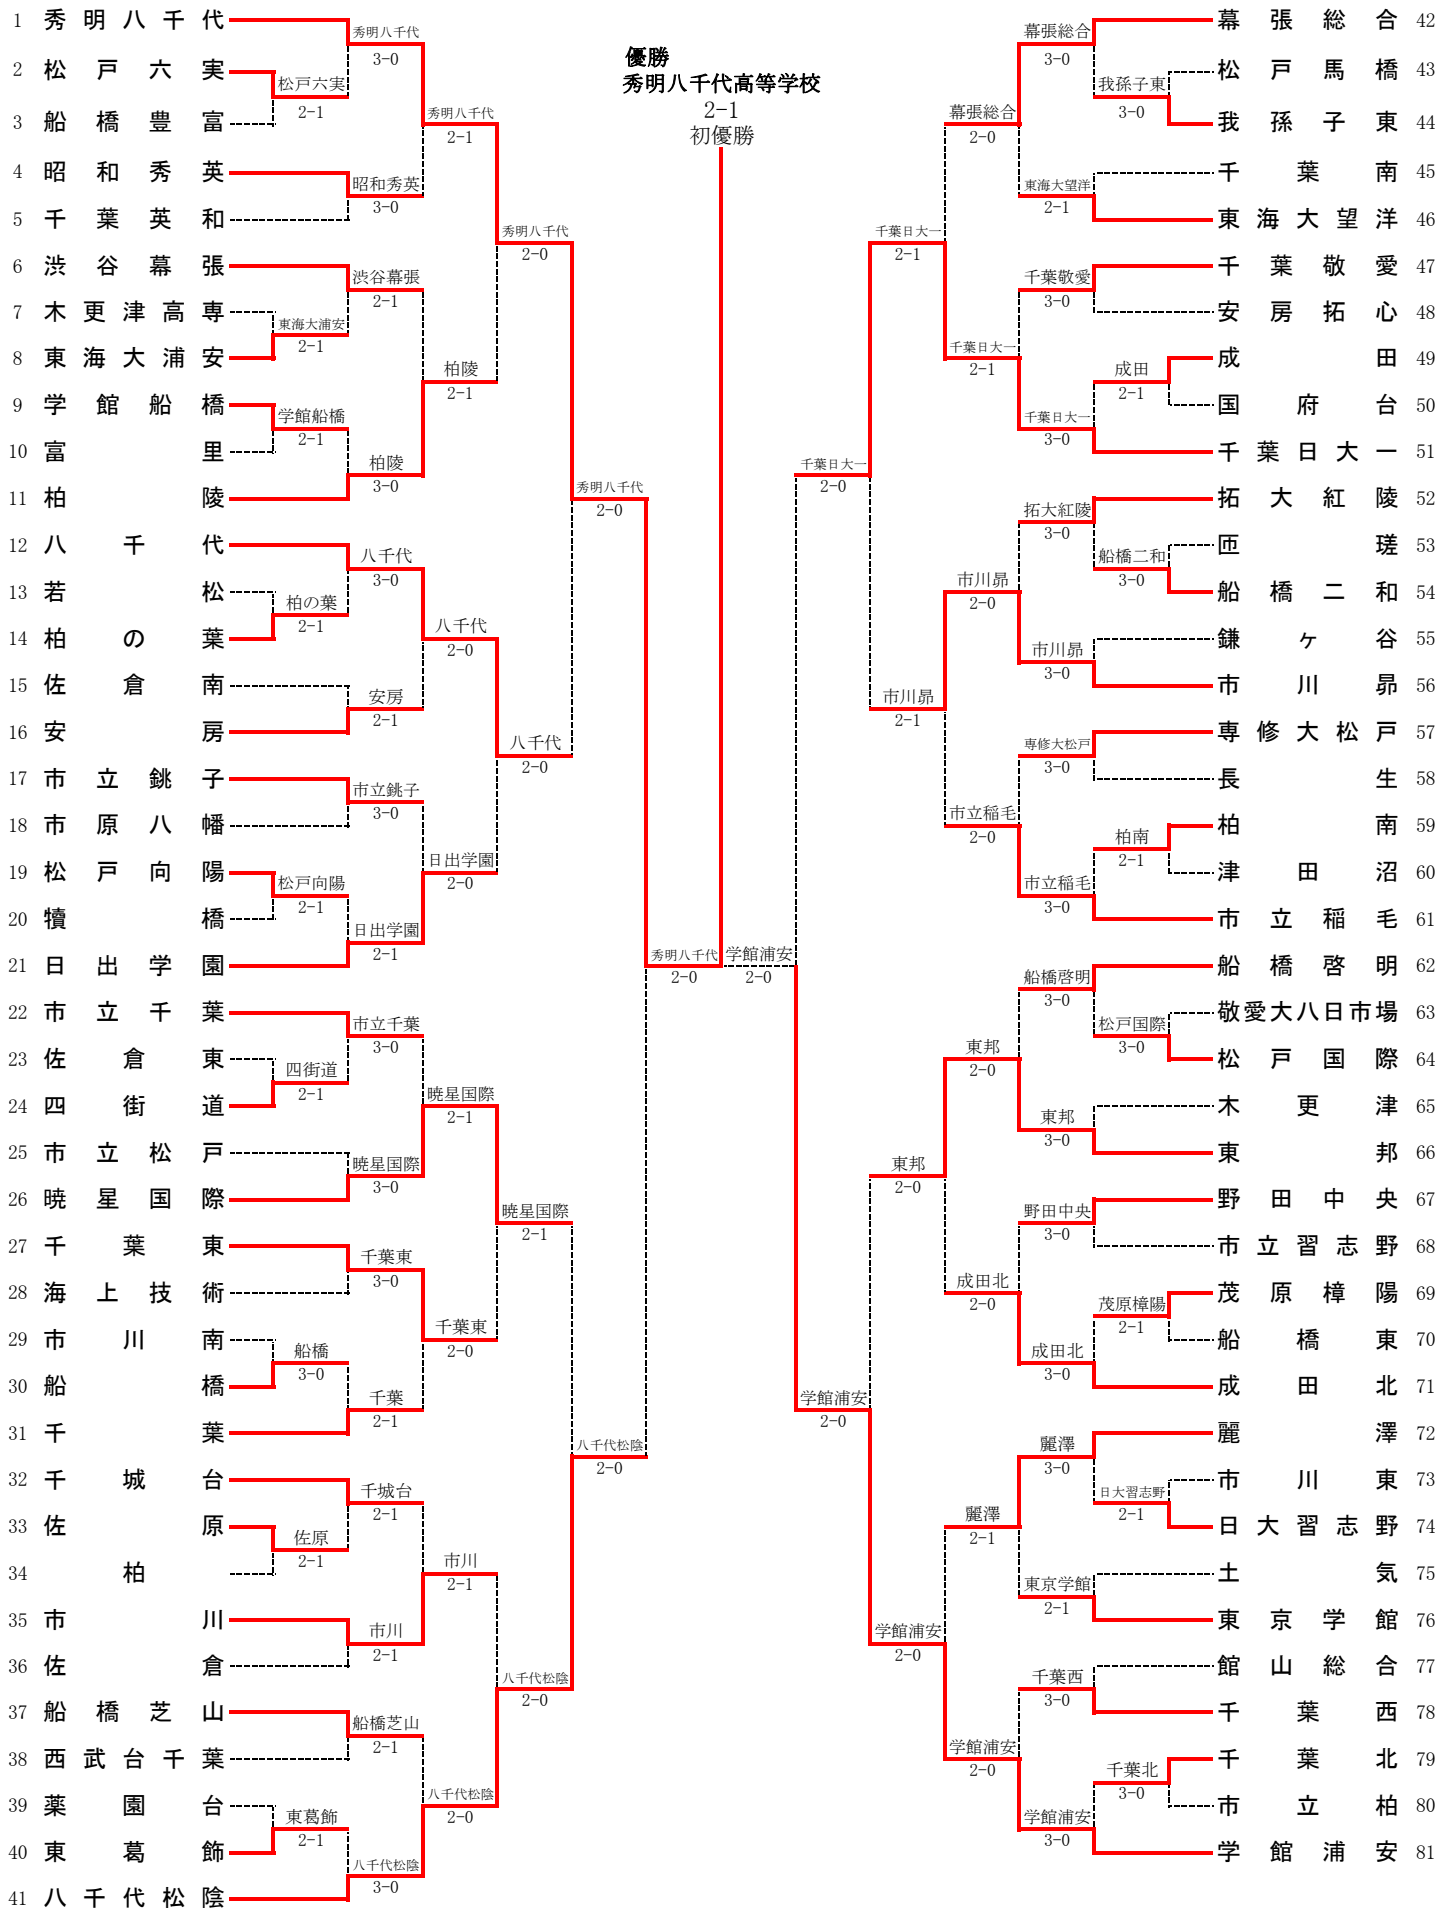 優勝
秀明八千代高等学校
2-1
初優勝
1 秀明八千代
2 松戸六実
3 船橋豊富
4 昭和秀英
5 千葉英和
6 渋谷幕張
7 木更津高専
8 東海大浦安
9 学館船橋
10 富里
11 柏陵
12 八千代
13 若松
14 柏の葉
15 佐倉南
16 安房
17 市立銚子
18 市原八幡
19 松戸向陽
20 犢橋
21 日出学園
22 市立千葉
23 佐倉東
24 四街道
25 市立松戸
26 暁星国際
27 千葉東
28 海上技術
29 市川南
30 船橋
31 千葉
32 千城台
33 佐原
34 柏
35 市川
36 佐倉
37 船橋芝山
38 西武台千葉
39 薬園台
40 東葛飾
41 八千代松陰
松戸六実
2-1
東海大浦安
2-1
学館船橋
2-1
柏の葉
2-1
松戸向陽
2-1
四街道
2-1
船橋
3-0
佐原
2-1
東葛飾
2-1
秀明八千代
3-0
昭和秀英
3-0
渋谷幕張
2-1
柏陵
3-0
八千代
3-0
安房
2-1
市立銚子
3-0
日出学園
2-1
市立千葉
3-0
暁星国際
3-0
千葉東
3-0
千葉
2-1
千城台
2-1
市川
2-1
船橋芝山
2-1
八千代松陰
3-0
秀明八千代
2-1
柏陵
2-1
八千代
2-0
日出学園
2-0
暁星国際
2-1
千葉東
2-0
市川
2-1
八千代松陰
2-0
秀明八千代
2-0
八千代
2-0
暁星国際
2-1
八千代松陰
2-0
秀明八千代
2-0
八千代松陰
2-0
秀明八千代
2-0
学館浦安
2-0
千葉日大一
2-0
学館浦安
2-0
千葉日大一
2-1
市川昴
2-1
東邦
2-0
学館浦安
2-0
幕張総合
2-0
千葉日大一
2-1
市川昴
2-0
市立稲毛
2-0
東邦
2-0
成田北
2-0
麗澤
2-1
学館浦安
2-0
幕張総合
3-0
東海大望洋
2-1
千葉敬愛
3-0
千葉日大一
3-0
拓大紅陵
3-0
市川昴
3-0
専修大松戸
3-0
市立稲毛
3-0
船橋啓明
3-0
東邦
3-0
野田中央
3-0
成田北
3-0
麗澤
3-0
東京学館
2-1
千葉西
3-0
学館浦安
3-0
我孫子東
3-0
成田
2-1
船橋二和
3-0
柏南
2-1
松戸国際
3-0
茂原樟陽
2-1
日大習志野
2-1
千葉北
3-0
幕張総合 42
松戸馬橋 43
我孫子東 44
千葉南 45
東海大望洋 46
千葉敬愛 47
安房拓心 48
成田 49
国府台 50
千葉日大一 51
拓大紅陵 52
匝瑳 53
船橋二和 54
鎌ヶ谷 55
市川昴 56
専修大松戸 57
長生 58
柏南 59
津田沼 60
市立稲毛 61
船橋啓明 62
敬愛大八日市場 63
松戸国際 64
木更津 65
東邦 66
野田中央 67
市立習志野 68
茂原樟陽 69
船橋東 70
成田北 71
麗澤 72
市川東 73
日大習志野 74
土気 75
東京学館 76
館山総合 77
千葉西 78
千葉北 79
市立柏 80
学館浦安 81